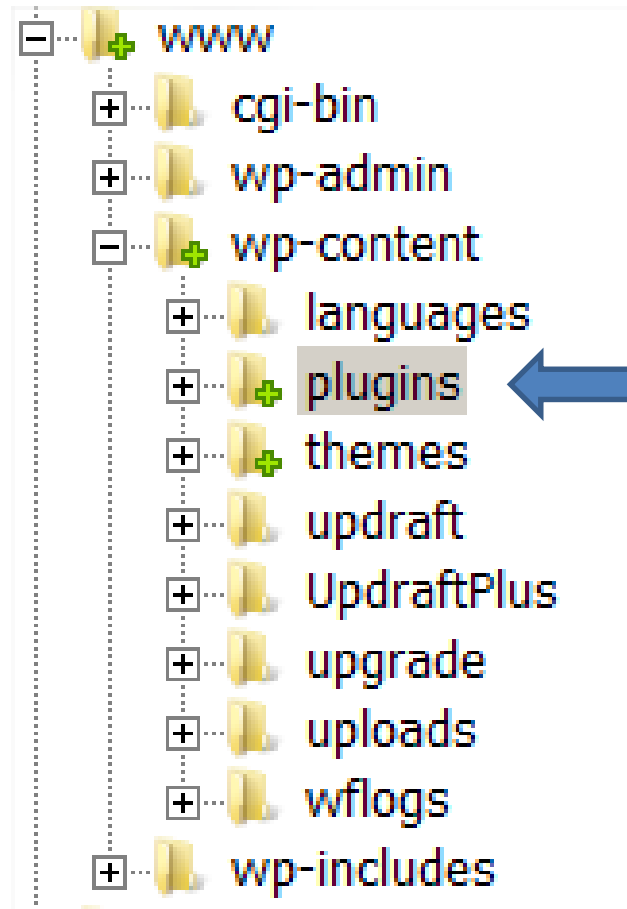 www
cgi-bin
wp-admin
wp-content
languages
plugins
themes
updraft
UpdraftPlus
upgrade
uploads
wflogs
wp-includes